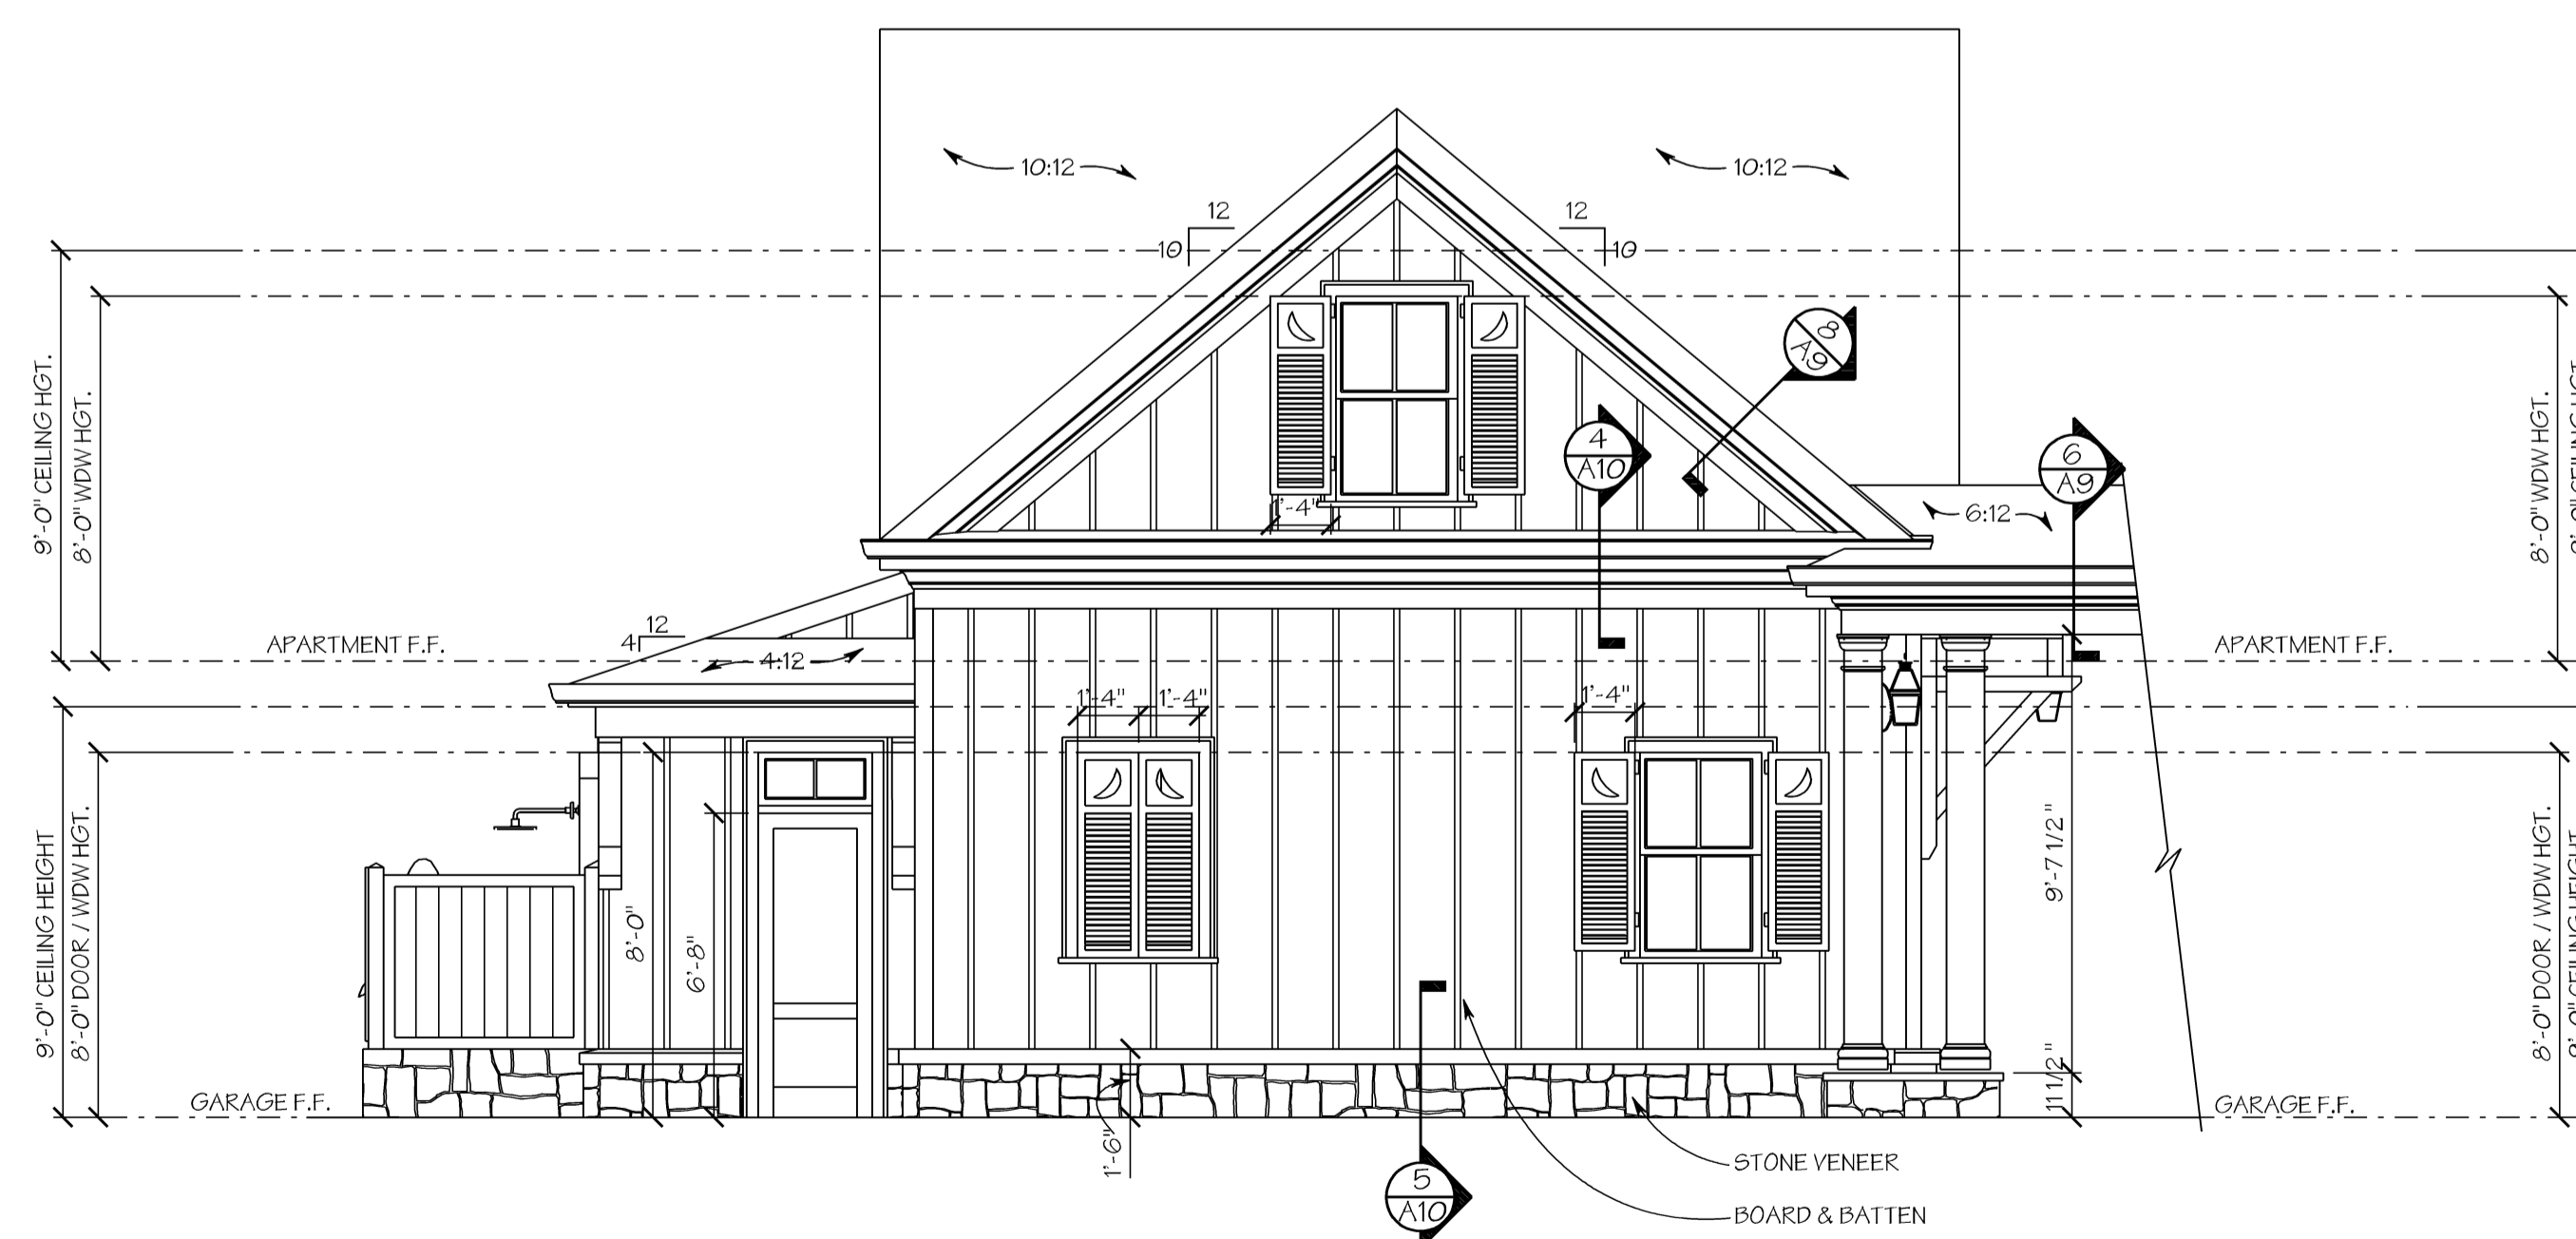 10:12
10:12
12
12
10
10
8
A9
9'-0" CEILING HGT.
8'-0" WDW HGT.
8'-0" WDW HGT.
4
A10
6
A9
6:12
1'-4"
12
4
4:12
APARTMENT F.F.
APARTMENT F.F.
1'-4"
1'-4"
1'-4"
9'-0" CEILING HEIGHT
8'-0" DOOR / WDW HGT.
8'-0"
6'-8"
9'-7 1/2"
8'-0" DOOR / WDW HGT.
11 1/2"
GARAGE F.F.
GARAGE F.F.
1'-6"
STONE VENEER
5
A10
BOARD & BATTEN